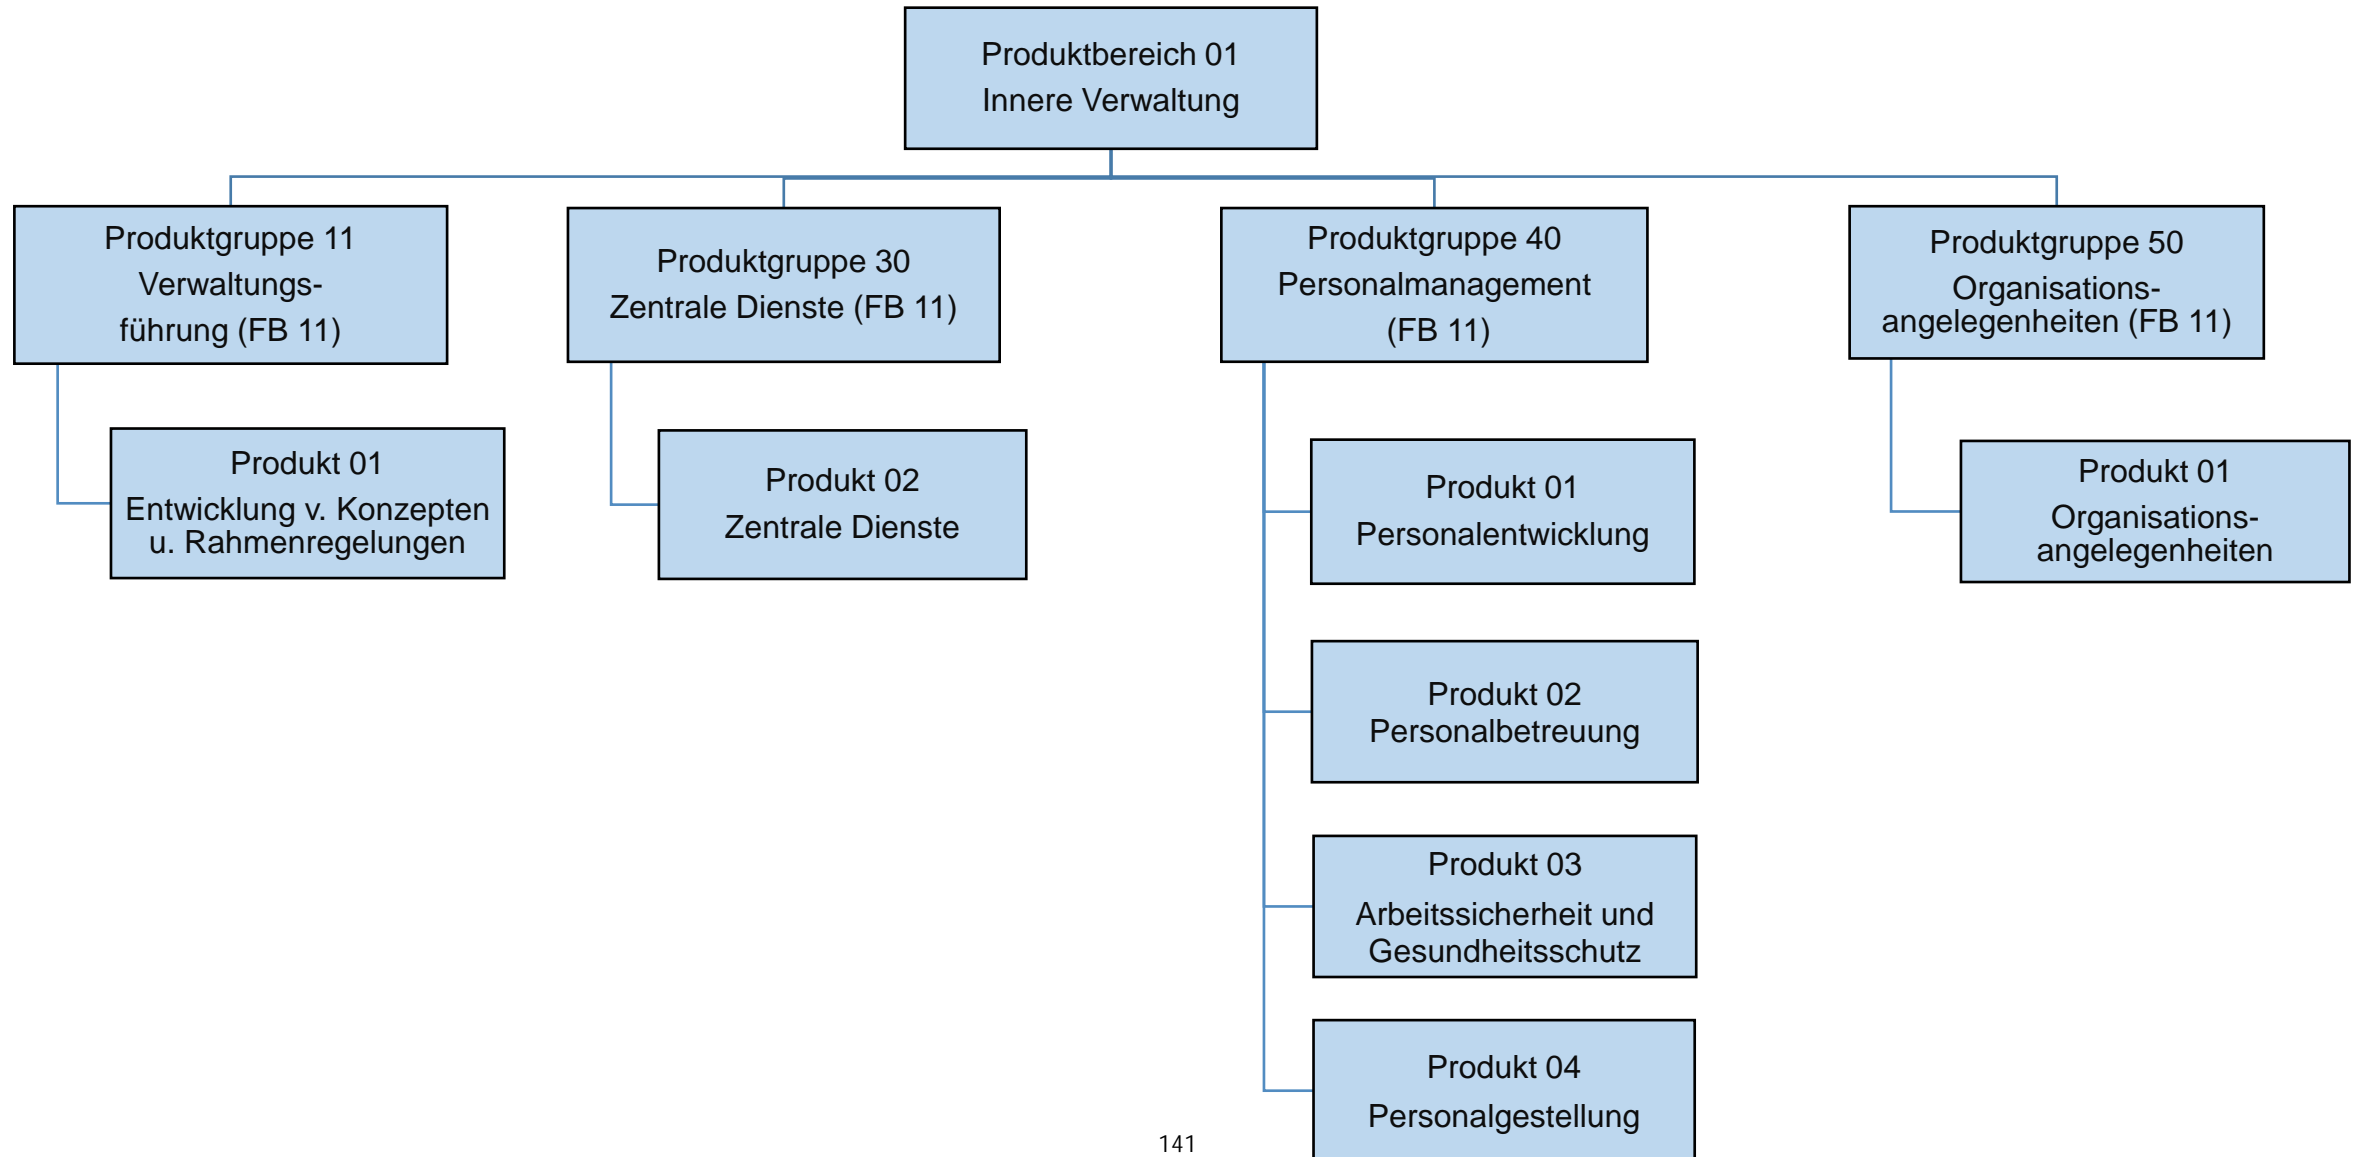 Produktbereich 01
Innere Verwaltung
Produktgruppe 11
Verwaltungs-
führung (FB 11)
Produktgruppe 30
Zentrale Dienste (FB 11)
Produktgruppe 40
Personalmanagement
(FB 11)
Produktgruppe 50
Organisations-
angelegenheiten (FB 11)
Produkt 01
Entwicklung v. Konzepten
u. Rahmenregelungen
Produkt 02
Zentrale Dienste
Produkt 01
Personalentwicklung
Produkt 01
Organisations-
angelegenheiten
Produkt 02
Personalbetreuung
Produkt 03
Arbeitssicherheit und
Gesundheitsschutz
Produkt 04
Personalgestellung
141